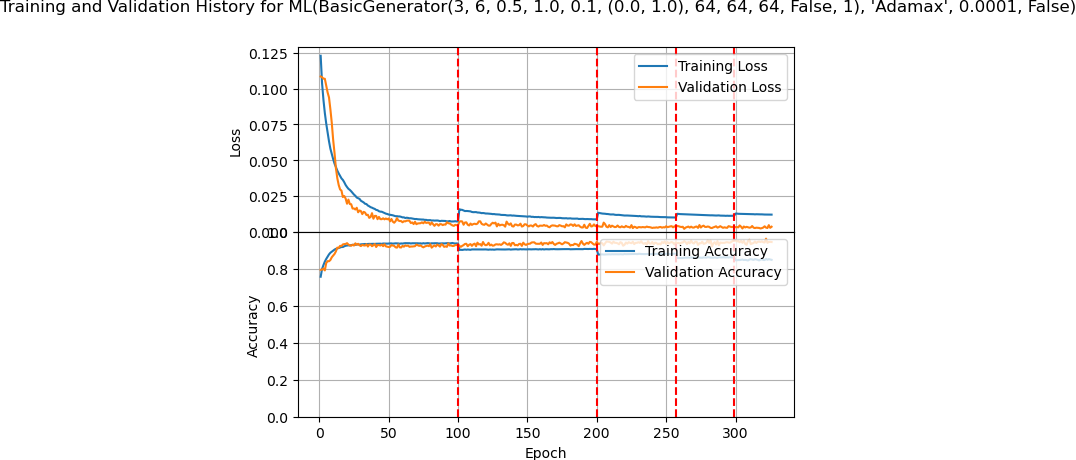 Training and Validation History for ML(BasicGenerator(3, 6, 0.5, 1.0, 0.1, (0.0, 1.0), 64, 64, 64, False, 1), 'Adamax', 0.0001, False)
0.125
0.100
0.075
0.050
0.025
0.000
Loss
Training Loss
Validation Loss
1.0
0.8
0.6
0.4
0.2
0.0
Accuracy
Training Accuracy
Validation Accuracy
0 50 100 150 200 250 300
Epoch